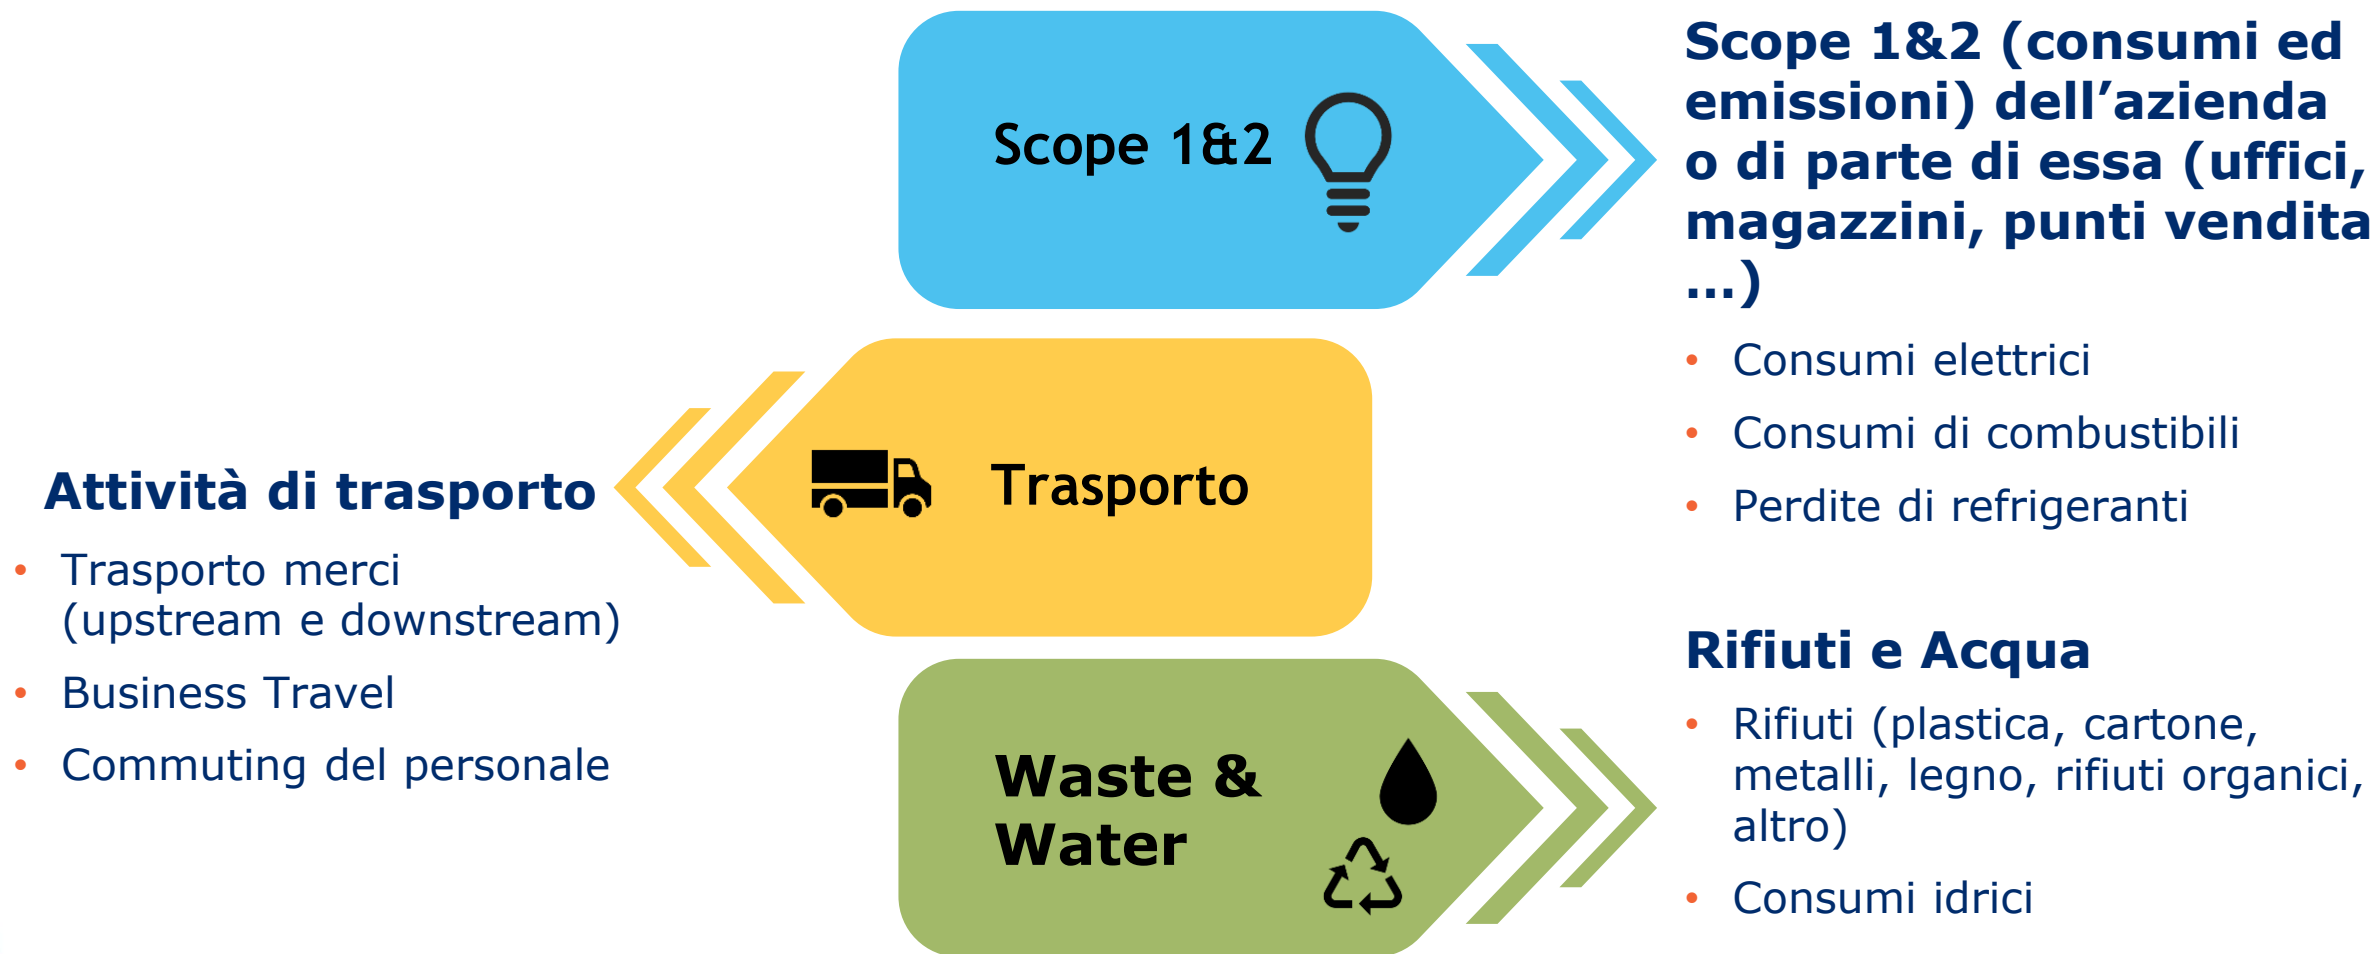 Scope 1&2
Scope 1&2 (consumi ed
emissioni) dell’azienda
o di parte di essa (uffici,
magazzini, punti vendita
...)
• Consumi elettrici
• Consumi di combustibili
• Perdite di refrigeranti
Trasporto
Attività di trasporto
• Trasporto merci
(upstream e downstream)
• Business Travel
• Commuting del personale
Waste &
Water
Rifiuti e Acqua
• Rifiuti (plastica, cartone,
metalli, legno, rifiuti organici,
altro)
• Consumi idrici